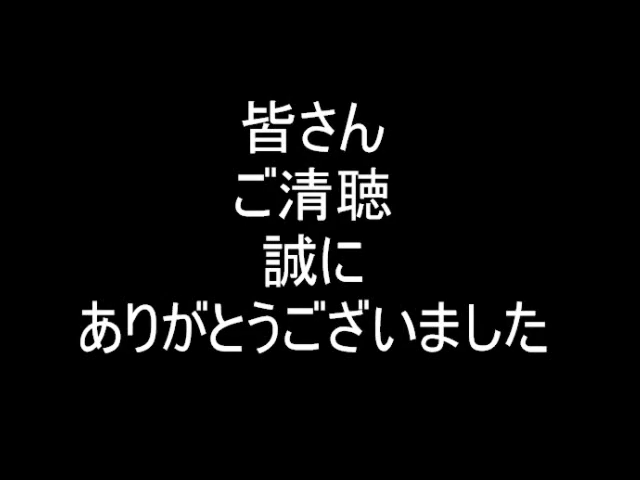 皆さん
ご清聴
誠に
ありがとうございました